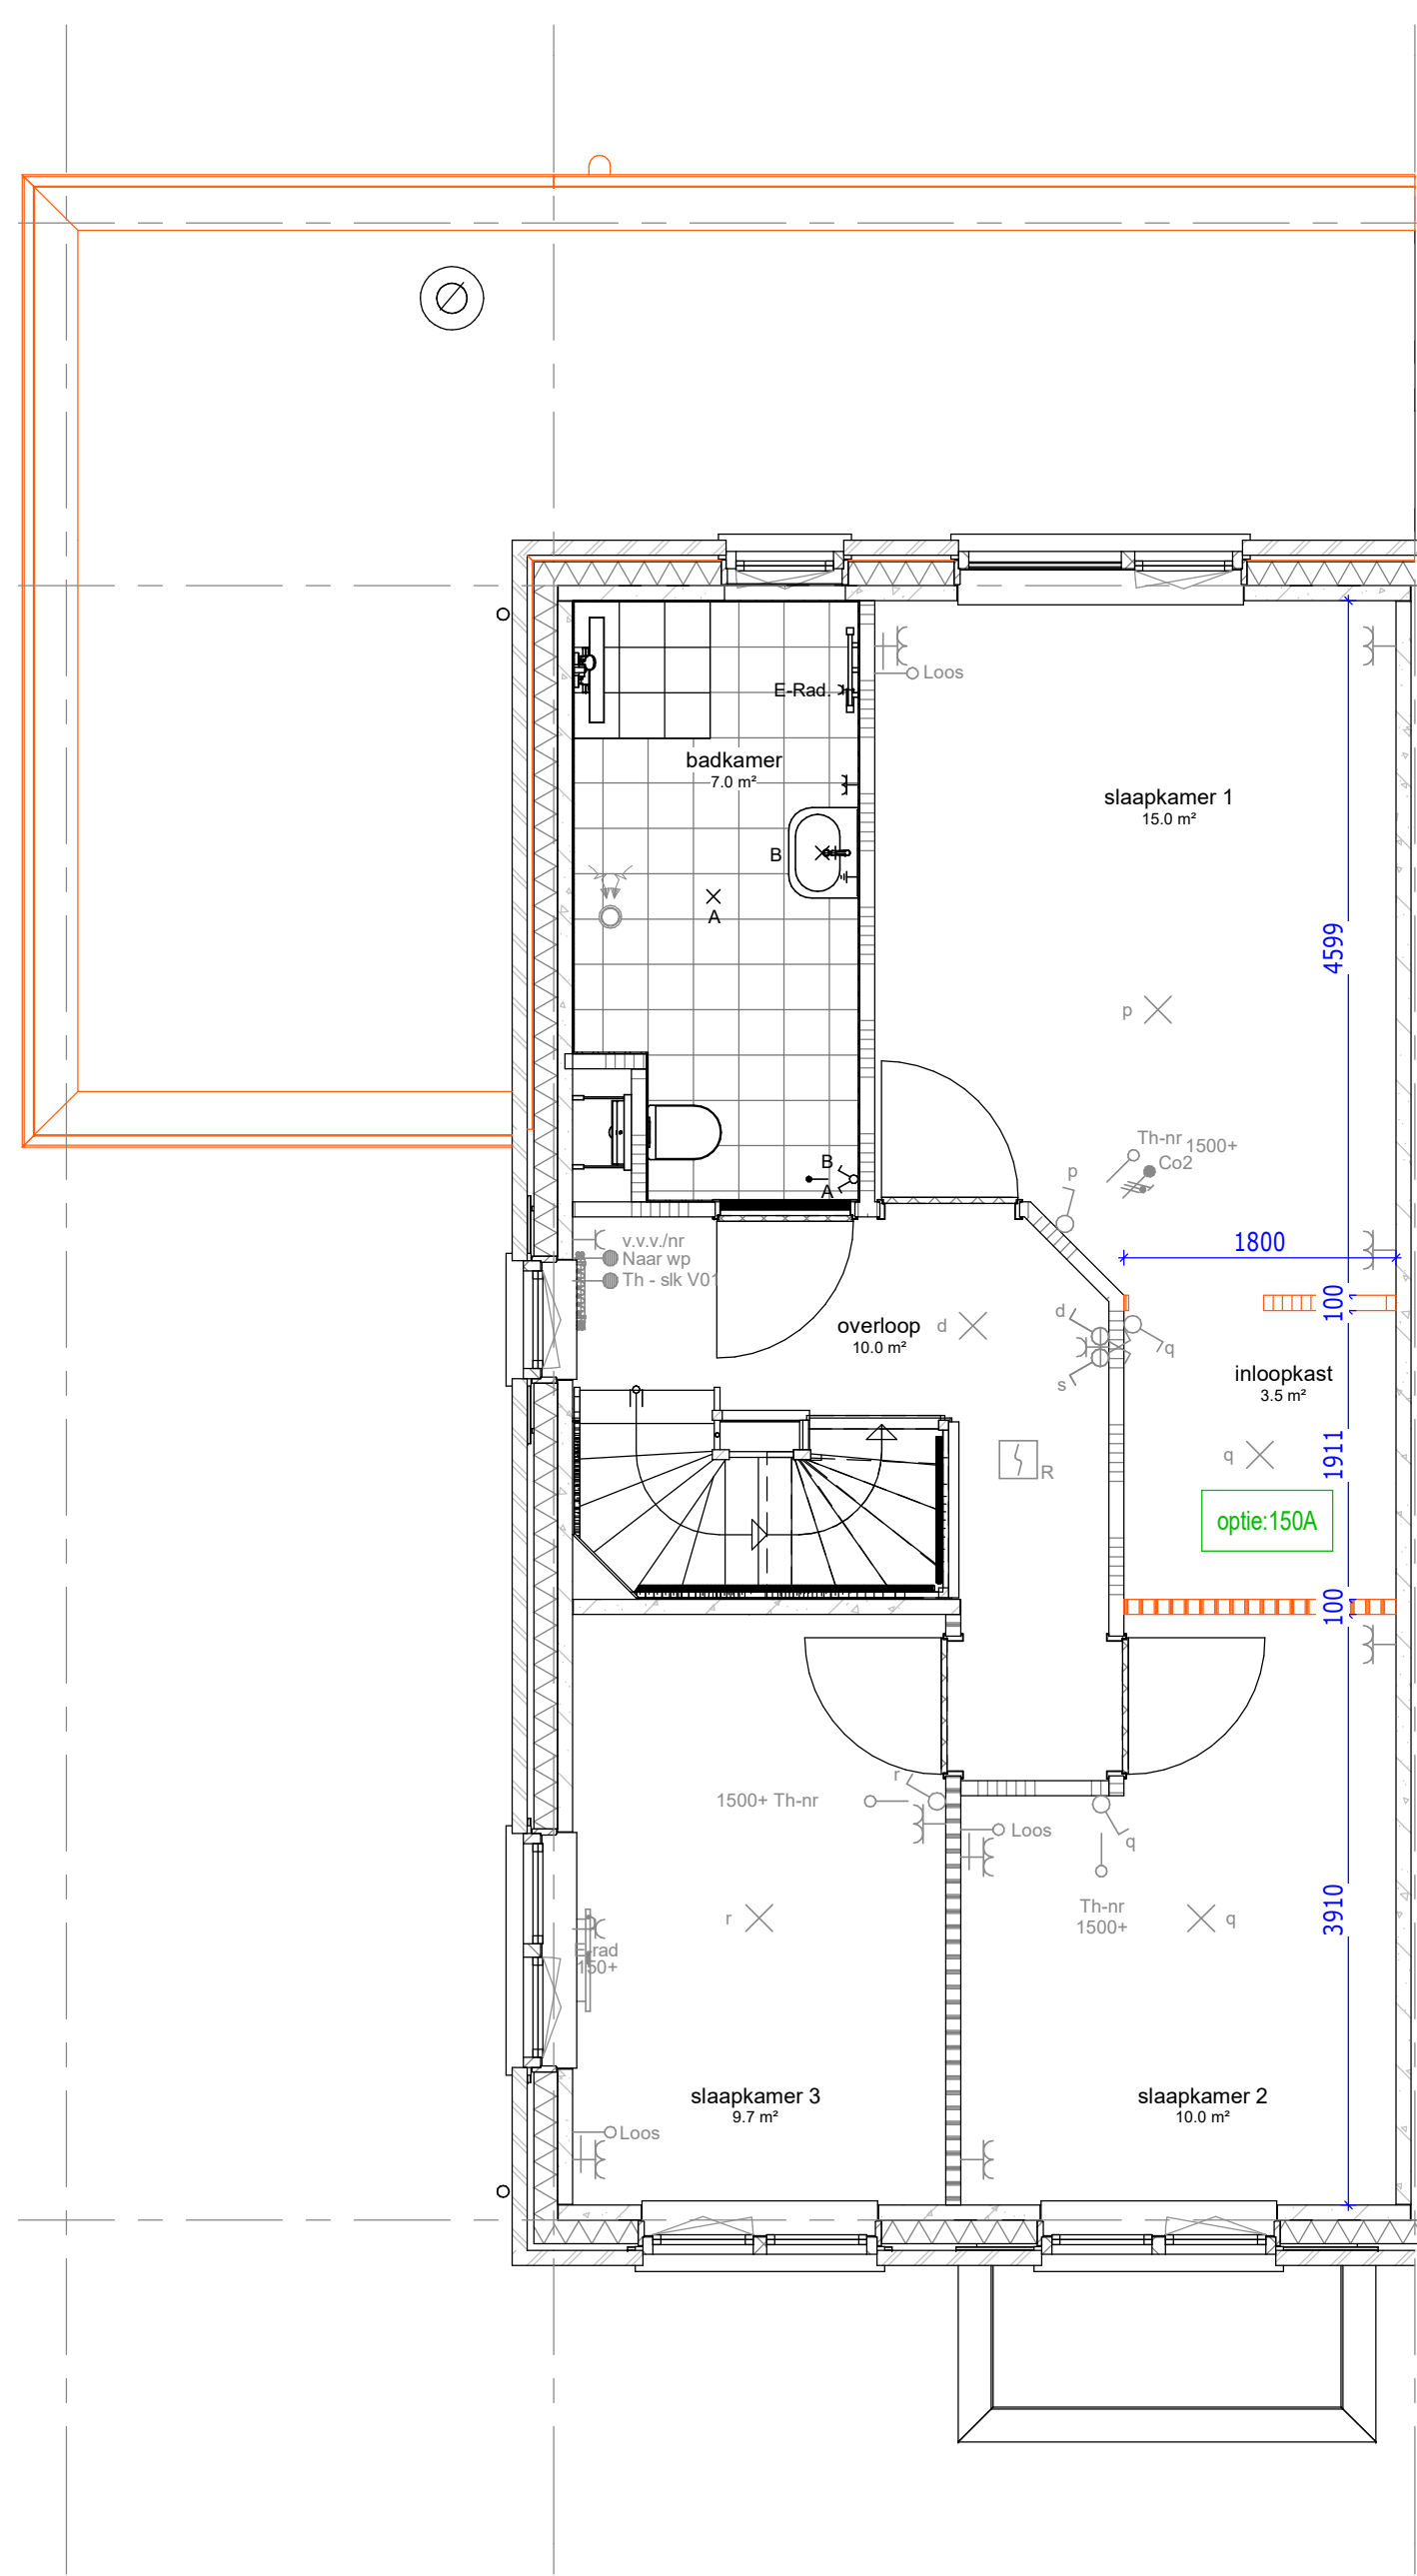 Loos
E-Rad.
badkamer
7.0 m²
slaapkamer 1
15.0 m²
B
A
4599
p
Th-nr 1500+
Co2
B
A
p
v.v.v./nr
Naar wp
Th - slk V01
1800
100
overloop
10.0 m²
d
d
q
s
inloopkast
3.5 m²
q
1911
R
optie:150A
100
r
1500+ Th-nr
Loos
q
Th-nr
1500+
r
q
3910
E-rad
150+
slaapkamer 3
9.7 m²
slaapkamer 2
10.0 m²
Loos